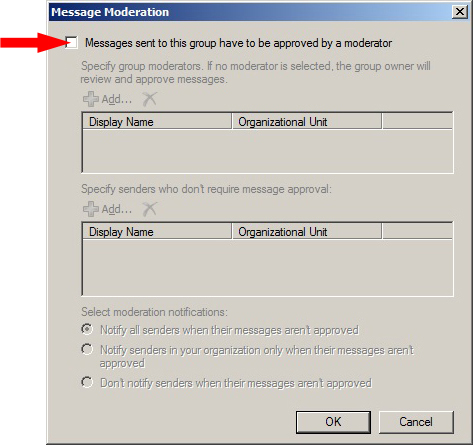 Message Moderation
Messages sent to this group have to be approved by a moderator
Specify group moderators. If no moderator is selected, the group owner will
review and approve messages.
Add...
Display Name Organizational Unit
Specify senders who don't require message approval:
Add...
Display Name Organizational Unit
Select moderation notifications:
Notify all senders when their messages aren't approved
Notify senders in your organization only when their messages aren't
approved
Don't notify senders when their messages aren't approved
OK Cancel